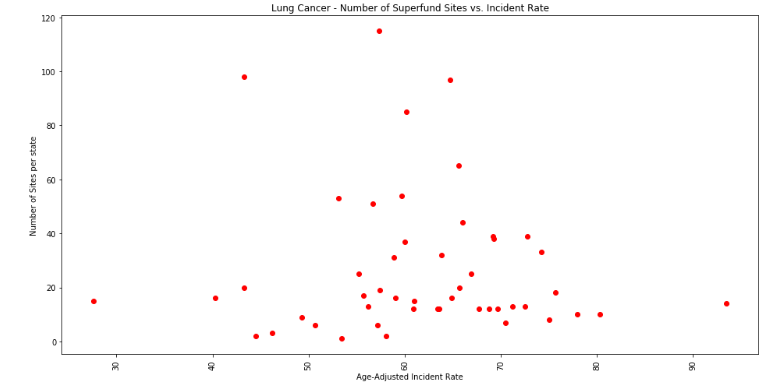 Lung Cancer - Number of Superfund Sites vs. Incident Rate
120
100
80
60
40
20
0
Number of Sites per state
30 40 50 60 70 80 90
Age-Adjusted Incident Rate